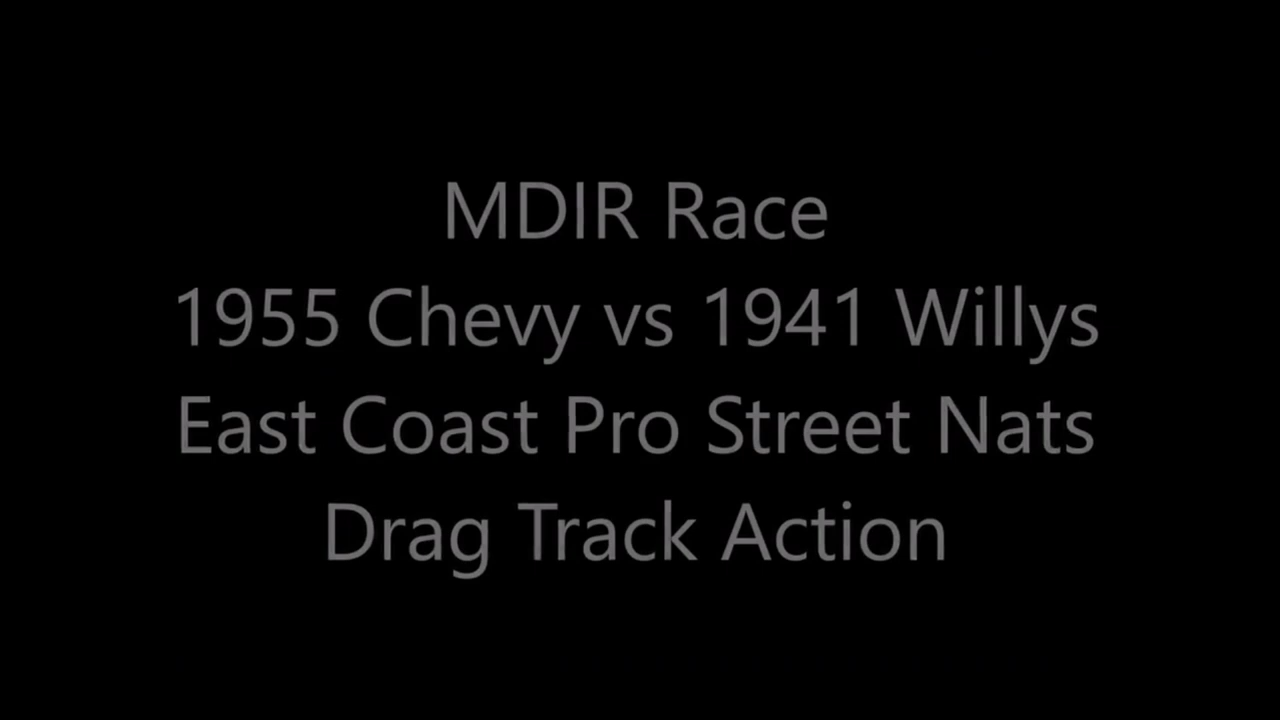 MDIR Race
1955 Chevy vs 1941 Willys
East Coast Pro Street Nats
Drag Track Action